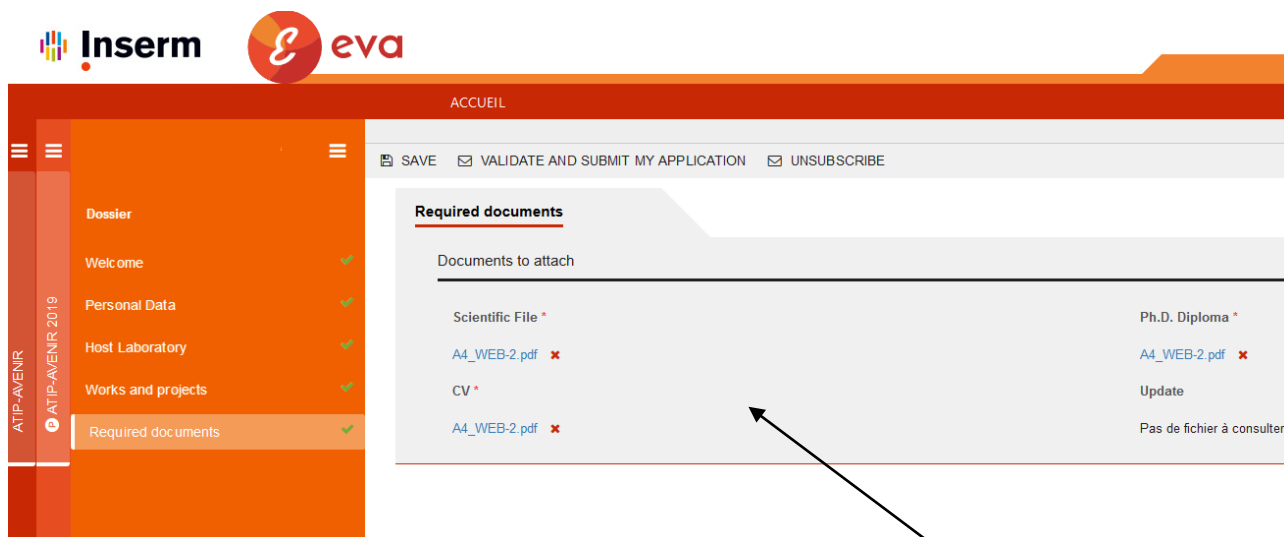 Inserm
eva
ACCUEIL
SAVE VALIDATE AND SUBMIT MY APPLICATION UNSUBSCRIBE
ATIP-AVENIR
P ATIP-AVENIR 2019
Dossier
Welcome
Personal Data
Host Laboratory
Works and projects
Required documents
Required documents
Documents to attach
Scientific File * Ph.D. Diploma *
A4_WEB-2.pdf A4_WEB-2.pdf
CV * Update
A4_WEB-2.pdf Pas de fichier à consulter